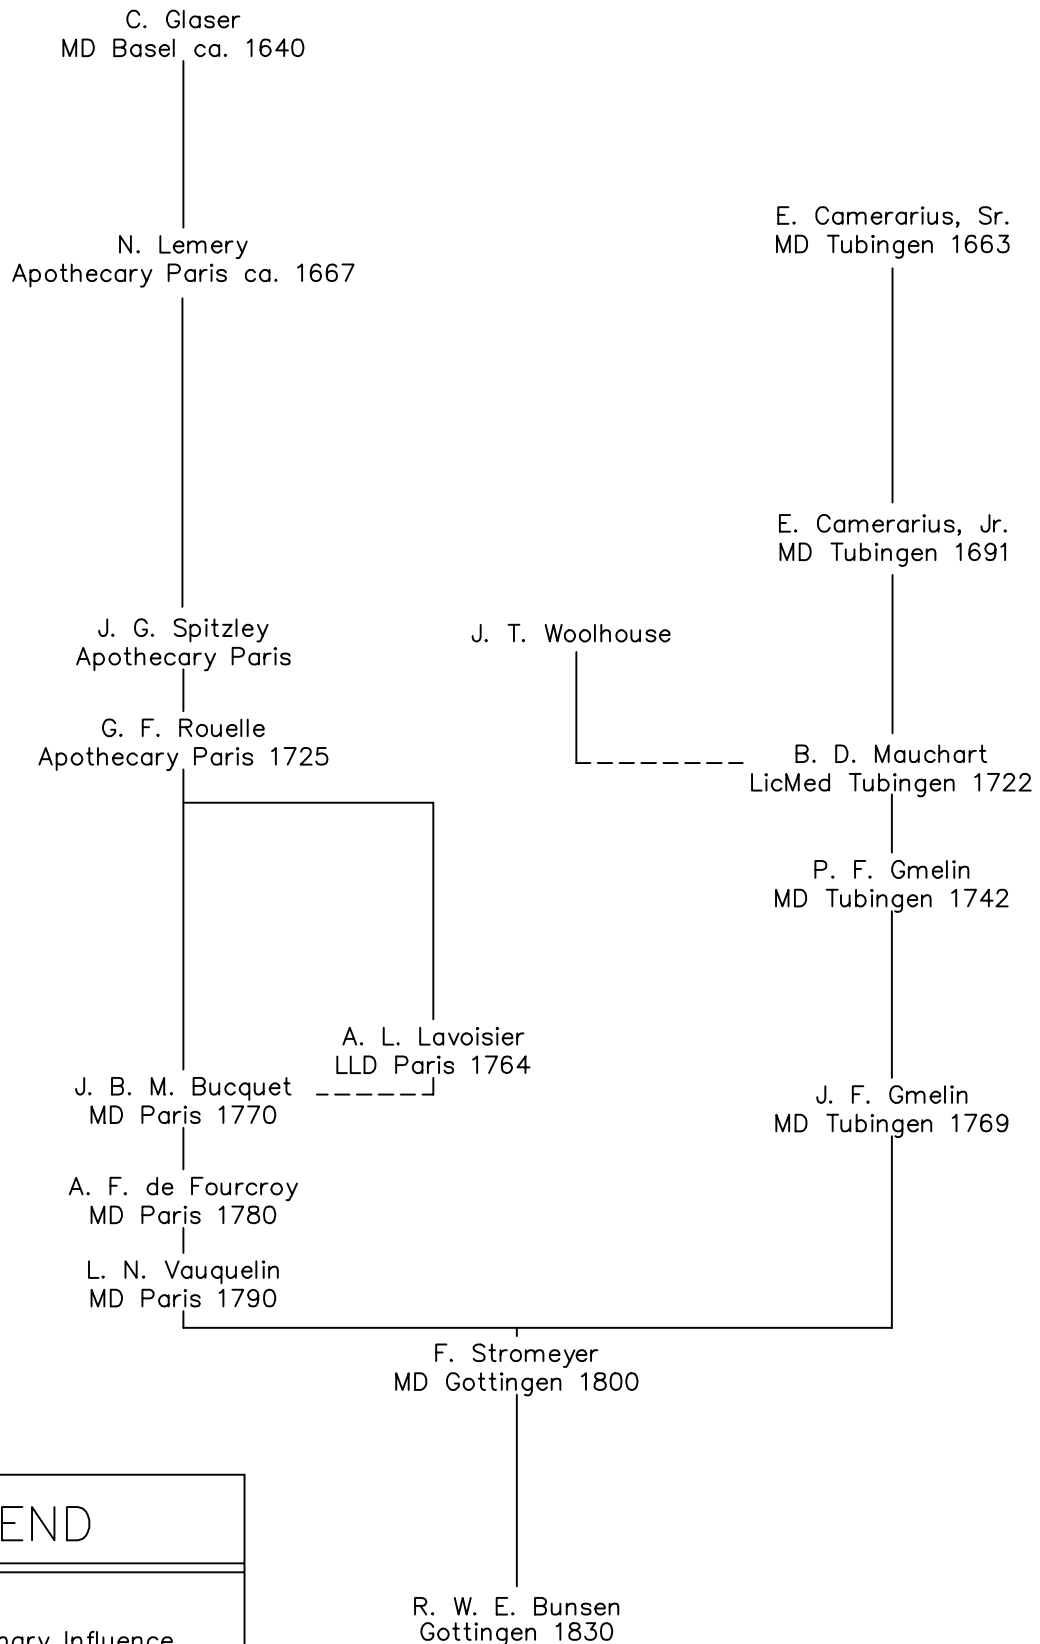 C. Glaser
MD Basel ca. 1640
E. Camerarius, Sr.
MD Tubingen 1663
N. Lemery
Apothecary Paris ca. 1667
E. Camerarius, Jr.
MD Tubingen 1691
J. G. Spitzley
Apothecary Paris
J. T. Woolhouse
G. F. Rouelle
Apothecary Paris 1725
B. D. Mauchart
LicMed Tubingen 1722
P. F. Gmelin
MD Tubingen 1742
A. L. Lavoisier
LLD Paris 1764
J. B. M. Bucquet
MD Paris 1770
J. F. Gmelin
MD Tubingen 1769
A. F. de Fourcroy
MD Paris 1780
L. N. Vauquelin
MD Paris 1790
F. Stromeyer
MD Gottingen 1800
END
R. W. E. Bunsen
Gottingen 1830
Influence